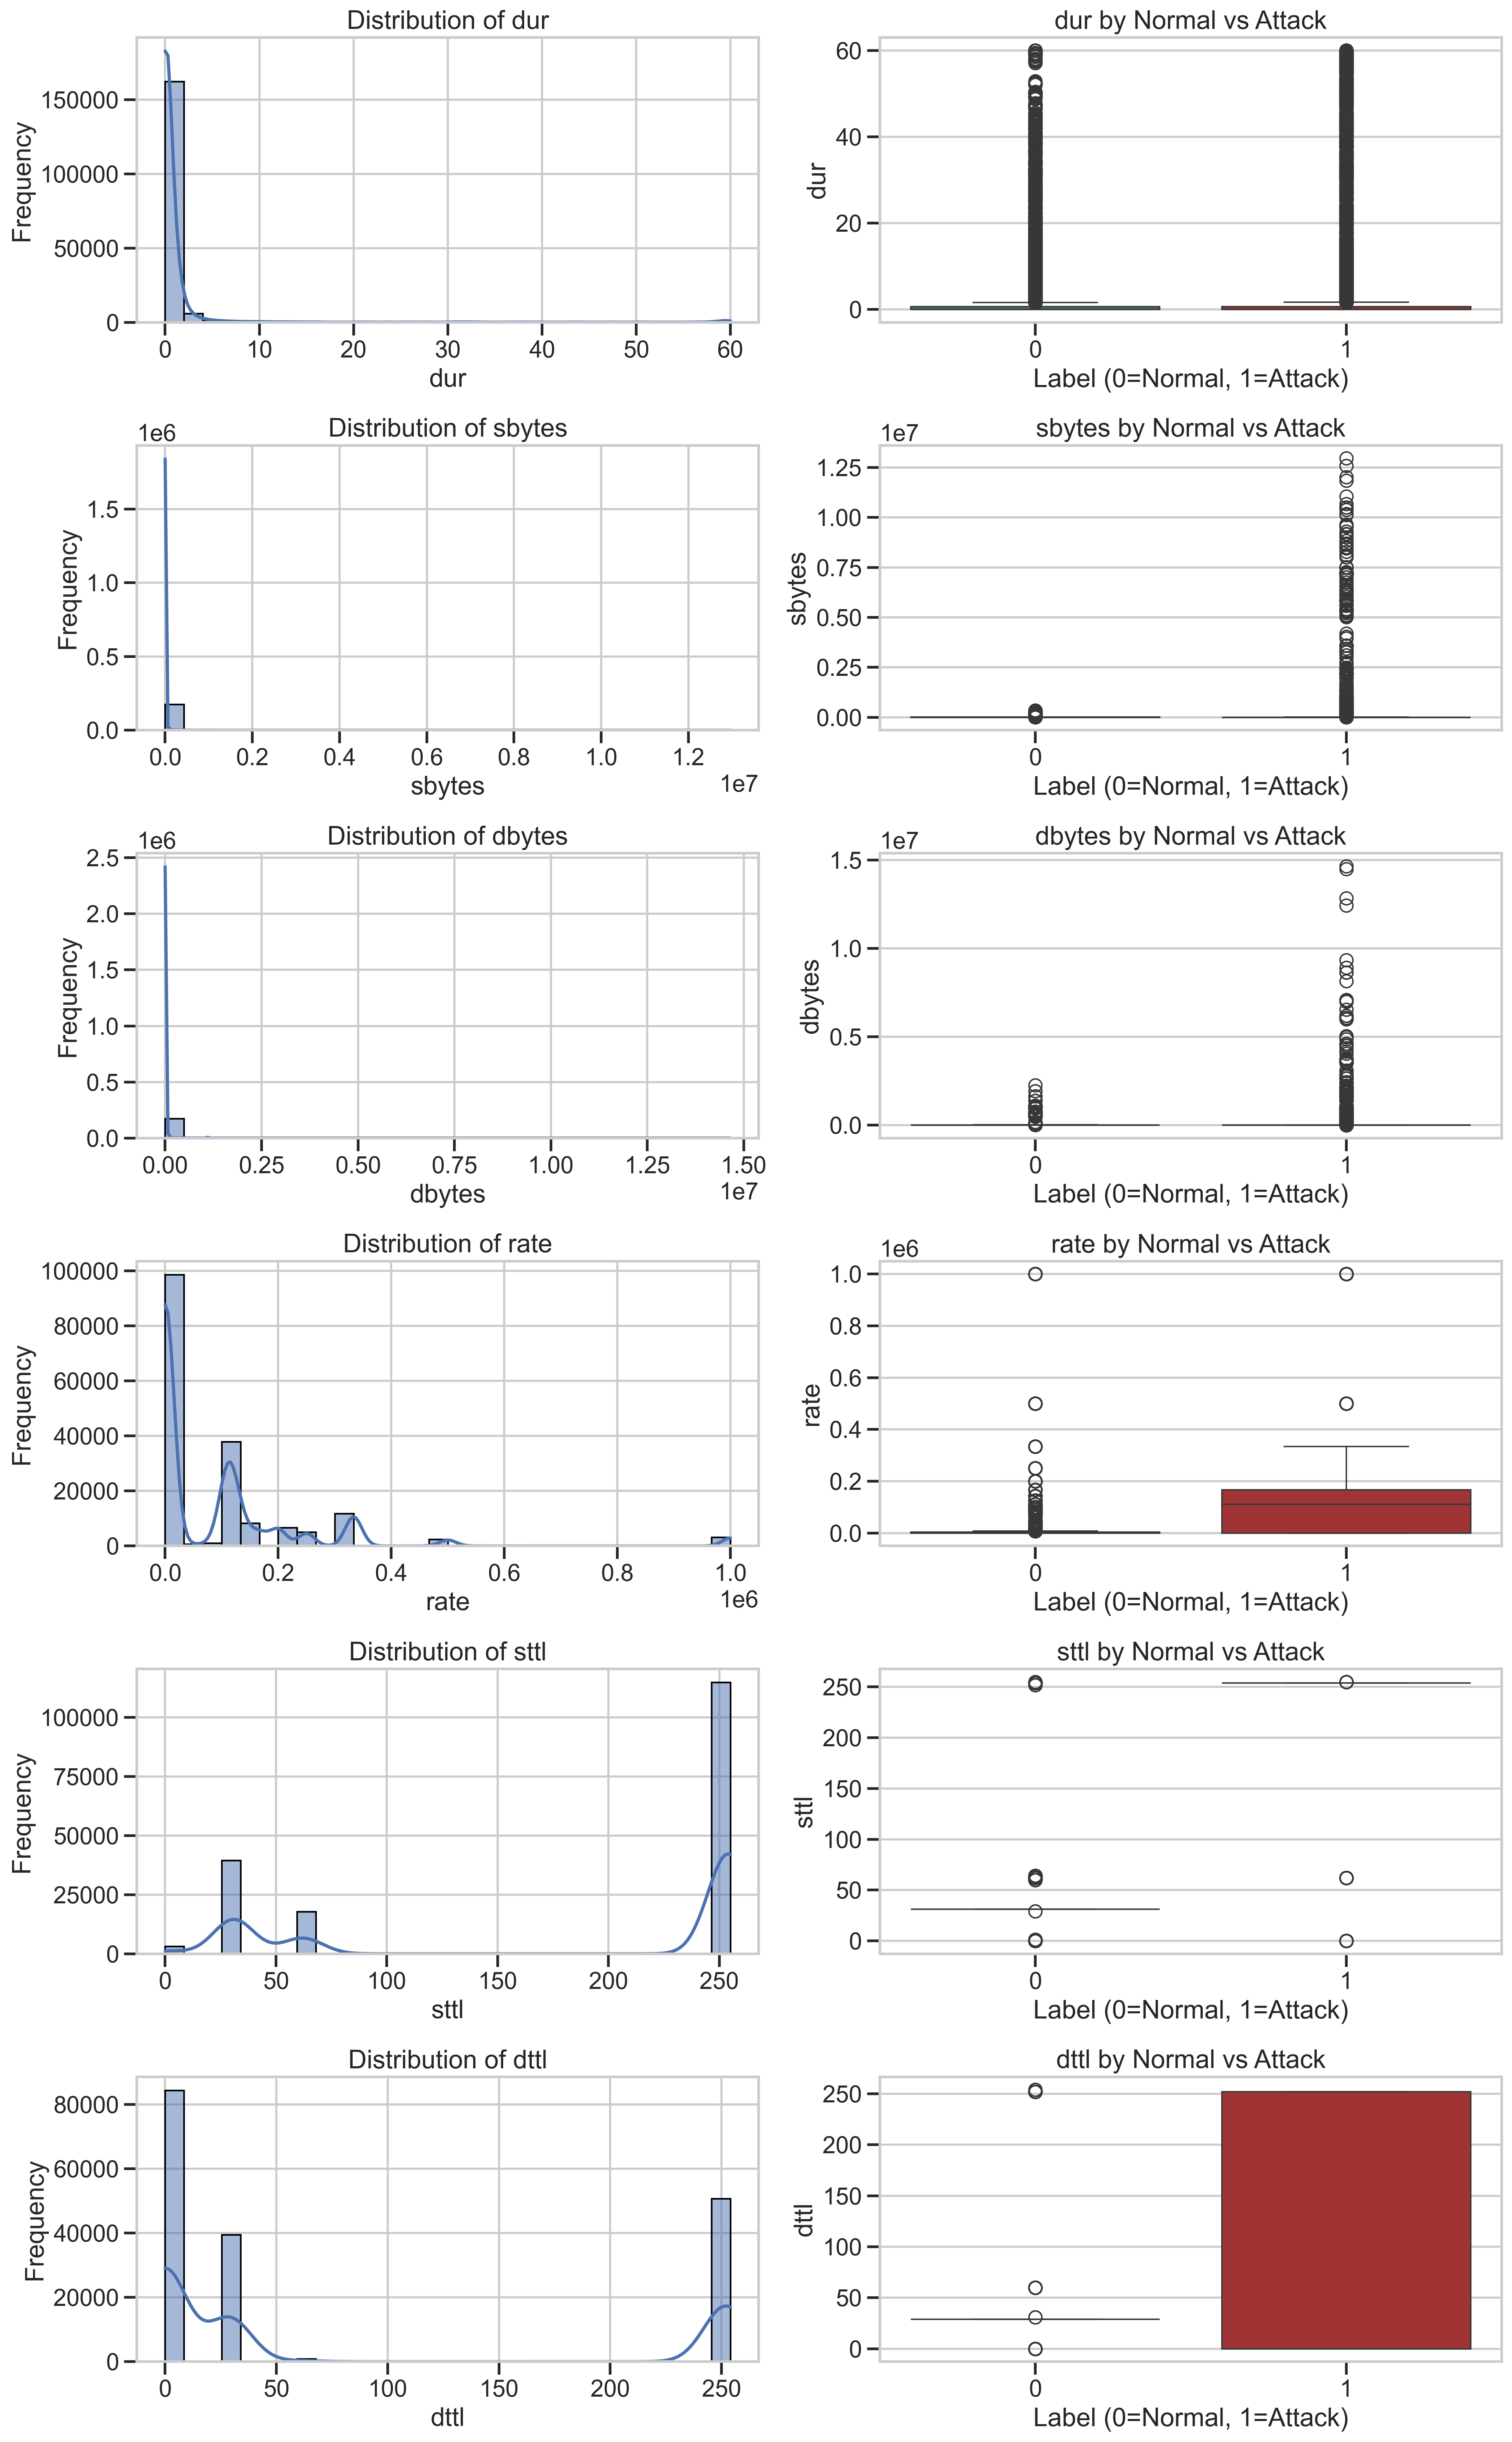 Distribution of dur
Frequency
150000
100000
50000
0
0 10 20 30 40 50 60
dur
dur by Normal vs Attack
dur
60
40
20
0
0 1
Label (0=Normal, 1=Attack)
Distribution of sbytes
1e6
Frequency
1.5
1.0
0.5
0.0
0.0 0.2 0.4 0.6 0.8 1.0 1.2
1e7
sbytes
sbytes by Normal vs Attack
1e7
sbytes
1.25
1.00
0.75
0.50
0.25
0.00
0 1
Label (0=Normal, 1=Attack)
Distribution of dbytes
1e6
Frequency
2.5
2.0
1.5
1.0
0.5
0.0
0.00 0.25 0.50 0.75 1.00 1.25 1.50
1e7
dbytes
dbytes by Normal vs Attack
1e7
dbytes
1.5
1.0
0.5
0.0
0 1
Label (0=Normal, 1=Attack)
Distribution of rate
Frequency
100000
80000
60000
40000
20000
0
0.0 0.2 0.4 0.6 0.8 1.0
1e6
rate
rate by Normal vs Attack
1e6
rate
1.0
0.8
0.6
0.4
0.2
0.0
0 1
Label (0=Normal, 1=Attack)
Distribution of sttl
Frequency
100000
75000
50000
25000
0
0 50 100 150 200 250
sttl
sttl by Normal vs Attack
sttl
250
200
150
100
50
0
0 1
Label (0=Normal, 1=Attack)
Distribution of dttl
Frequency
80000
60000
40000
20000
0
0 50 100 150 200 250
dttl
dttl by Normal vs Attack
dttl
250
200
150
100
50
0
0 1
Label (0=Normal, 1=Attack)